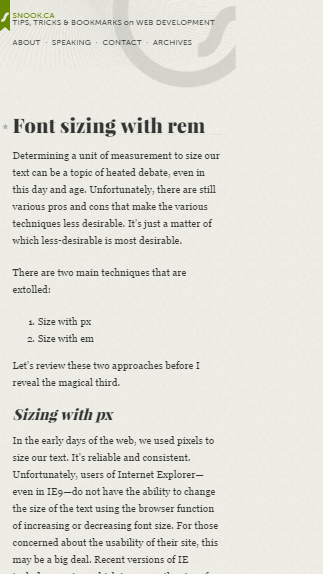 SNOOK.CA
TIPS, TRICKS & BOOKMARKS on WEB DEVELOPMENT
ABOUT · SPEAKING · CONTACT · ARCHIVES
Font sizing with rem
Determining a unit of measurement to size our
text can be a topic of heated debate, even in
this day and age. Unfortunately, there are still
various pros and cons that make the various
techniques less desirable. It's just a matter of
which less-desirable is most desirable.
There are two main techniques that are
extolled:
1. Size with px
2. Size with em
Let's review these two approaches before I
reveal the magical third.
Sizing with px
In the early days of the web, we used pixels to
size our text. It's reliable and consistent.
Unfortunately, users of Internet Explorer—
even in IE9—do not have the ability to change
the size of the text using the browser function
of increasing or decreasing font size. For those
concerned about the usability of their site, this
may be a big deal. Recent versions of IE